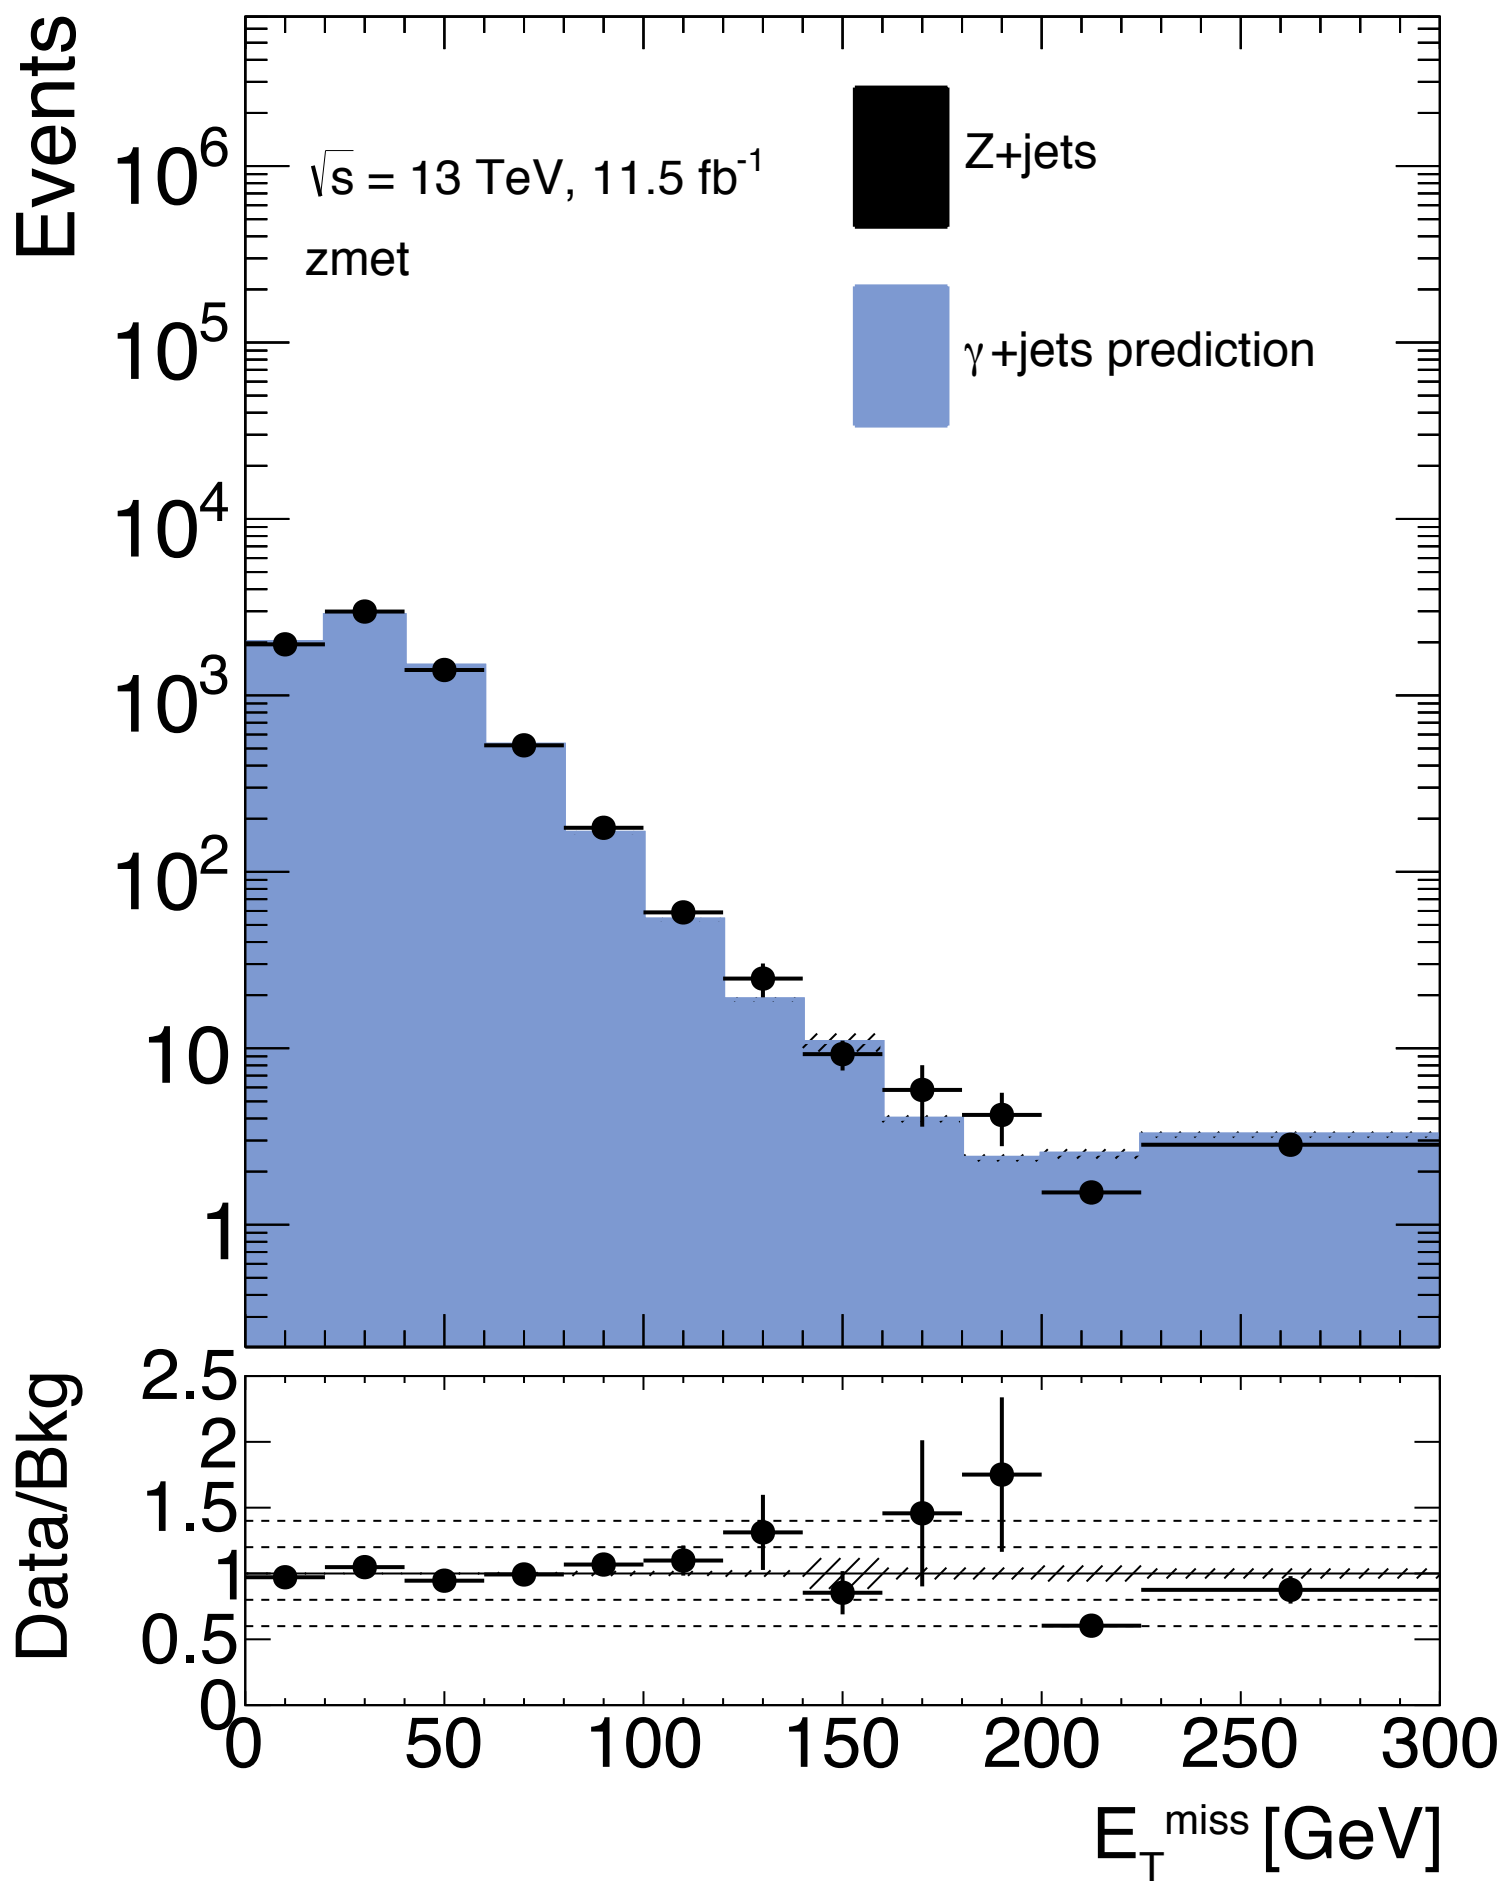 Events
10^6
10^5
10^4
10^3
10^2
10
1
√s = 13 TeV, 11.5 fb^-1
zmet
Z+jets
γ+jets prediction
Data/Bkg
2.5
2
1.5
1
0.5
0
0 50 100 150 200 250 300
E_T^miss [GeV]